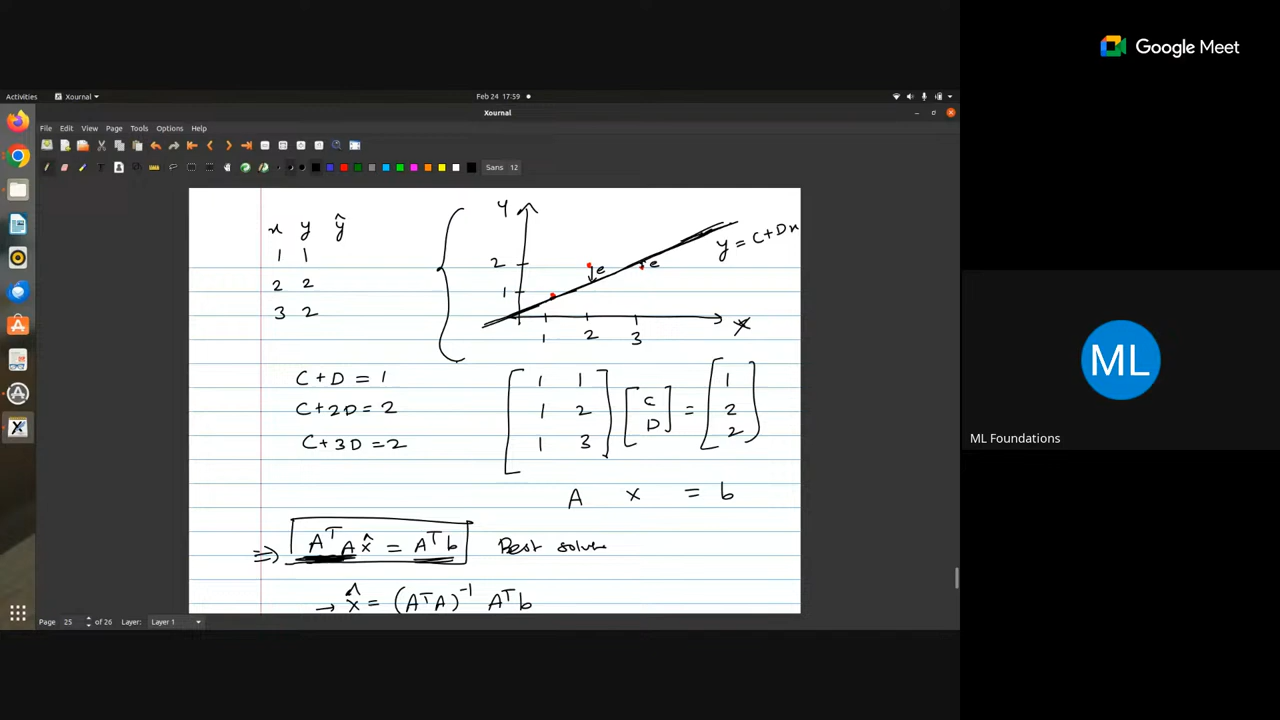 Google Meet
Activities Xournal Feb 24 17:59
Xournal
File Edit View Page Tools Options Help
Sans 12
x y ŷ
1 1
2 2
3 2
y
2
1
1 2 3
x
e
e
y = C+Dx
C+D = 1
C+2D = 2
C+3D = 2
1 1
1 2
1 3
C
D
=
1
2
2
A x = b
⇒ AᵀA x̂ = Aᵀb Best solve
→ x̂ = (AᵀA)⁻¹ Aᵀb
ML
ML Foundations
Page 25 of 26 Layer: Layer 1